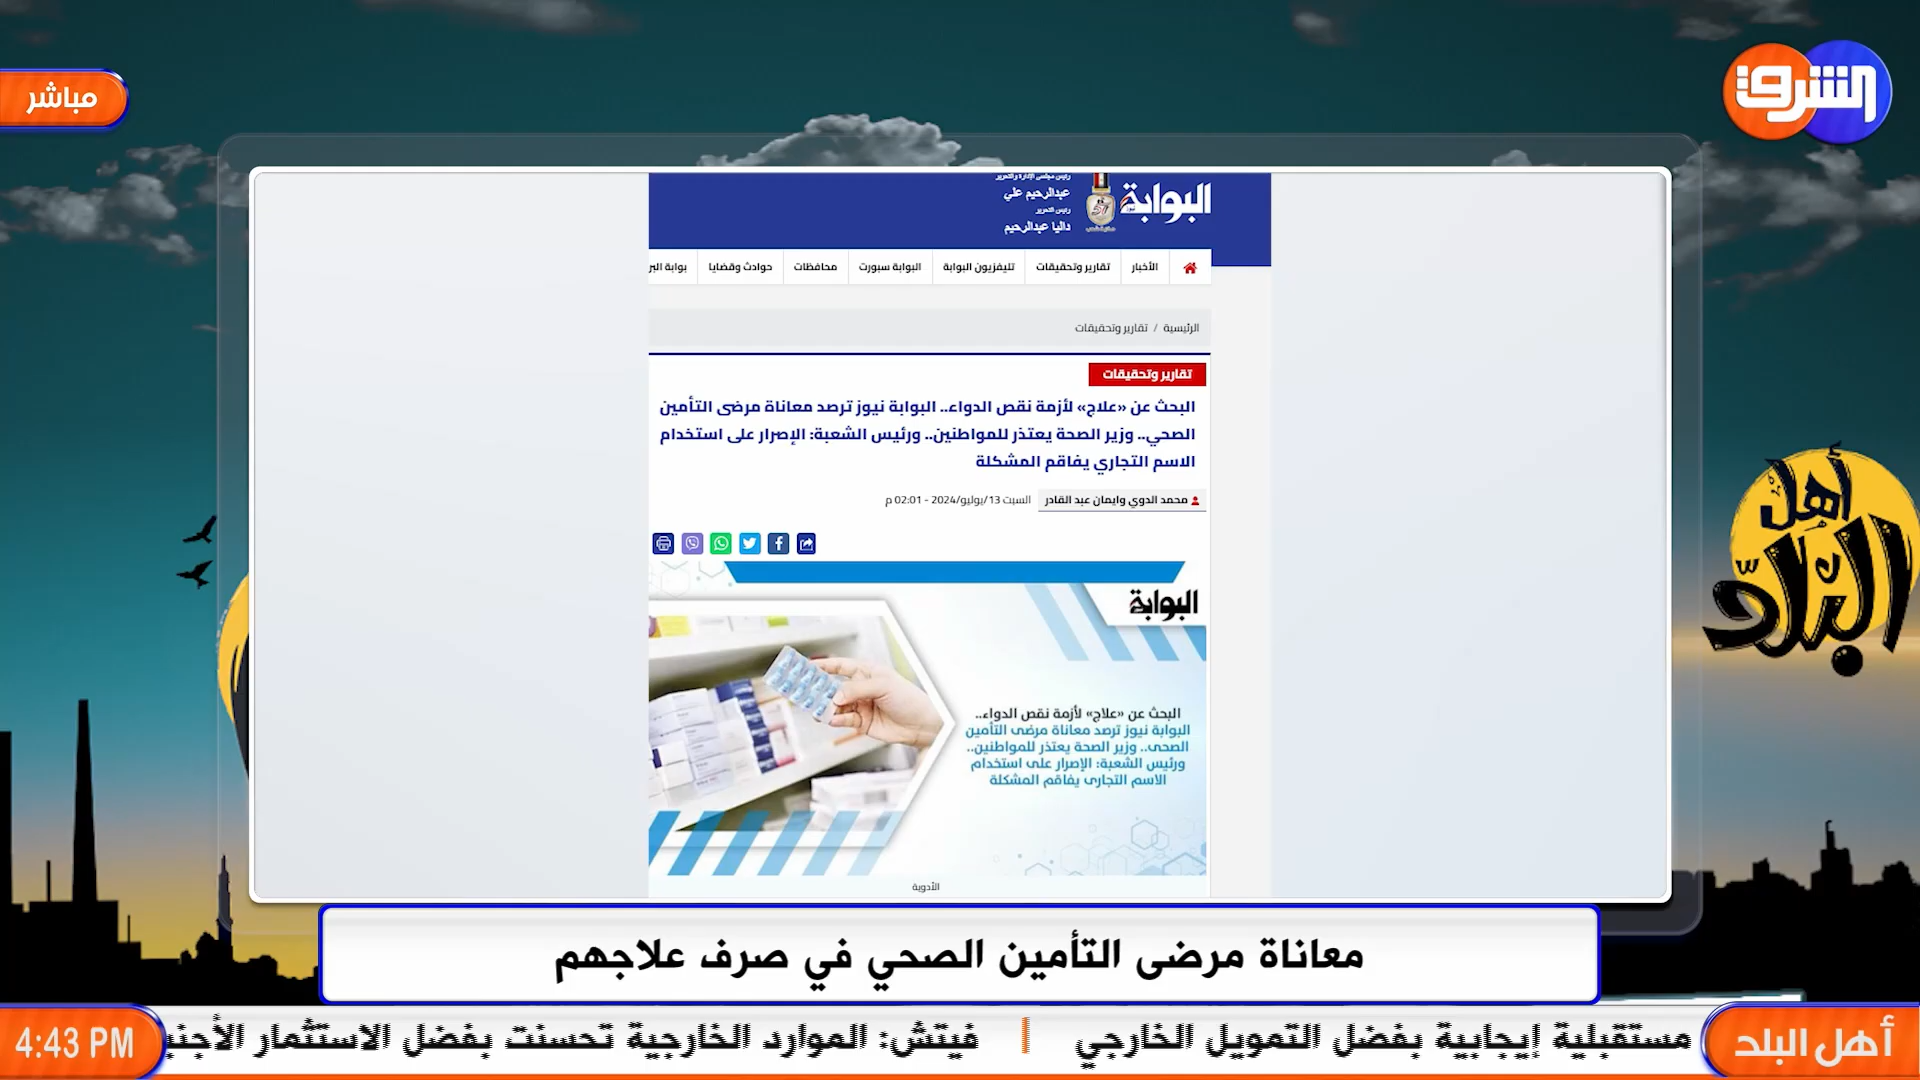 مباشر
الشرق
رئيس مجلس الإدارة والتحرير
عبدالرحيم علي
رئيس التحرير
داليا عبدالرحيم
البوابة نيوز
الأخبار
تقارير وتحقيقات
تليفزيون البوابة
البوابة سبورت
محافظات
حوادث وقضايا
بوابة البر
الرئيسية / تقارير وتحقيقات
تقارير وتحقيقات
البحث عن «علاج» لأزمة نقص الدواء.. البوابة نيوز ترصد معاناة مرضى التأمين
الصحي.. وزير الصحة يعتذر للمواطنين.. ورئيس الشعبة: الإصرار على استخدام
الاسم التجاري يفاقم المشكلة
محمد الدوي وايمان عبد القادر السبت 13/يوليو/2024 - 02:01 م
البوابة
البحث عن «علاج» لأزمة نقص الدواء..
البوابة نيوز ترصد معاناة مرضى التأمين
الصحى.. وزير الصحة يعتذر للمواطنين..
ورئيس الشعبة: الإصرار على استخدام
الاسم التجارى يفاقم المشكلة
الأدوية
أهل
البلد
معاناة مرضى التأمين الصحي في صرف علاجهم
أهل البلد
مستقبلية إيجابية بفضل التمويل الخارجي | فيتش: الموارد الخارجية تحسنت بفضل الاستثمار الأجنب
4:43 PM